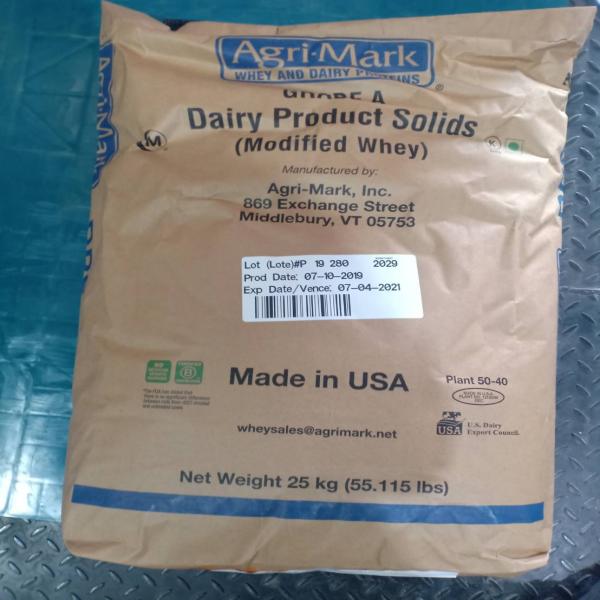 Agri-Mark
WHEY AND DAIRY PROTEINS
®
GRADE A
Dairy Product Solids
(Modified Whey)
M
K
Manufactured by:
Agri-Mark, Inc.
869 Exchange Street
Middlebury, VT 05753
Agri-Mark
Lot (Lote)#P 19 280 2029
Prod Date: 07-10-2019
Exp Date/Vence: 07-04-2021
Made in USA
Plant 50-40
wheysales@agrimark.net
USA
U.S. Dairy
Export Council.
Net Weight 25 kg (55.115 lbs)